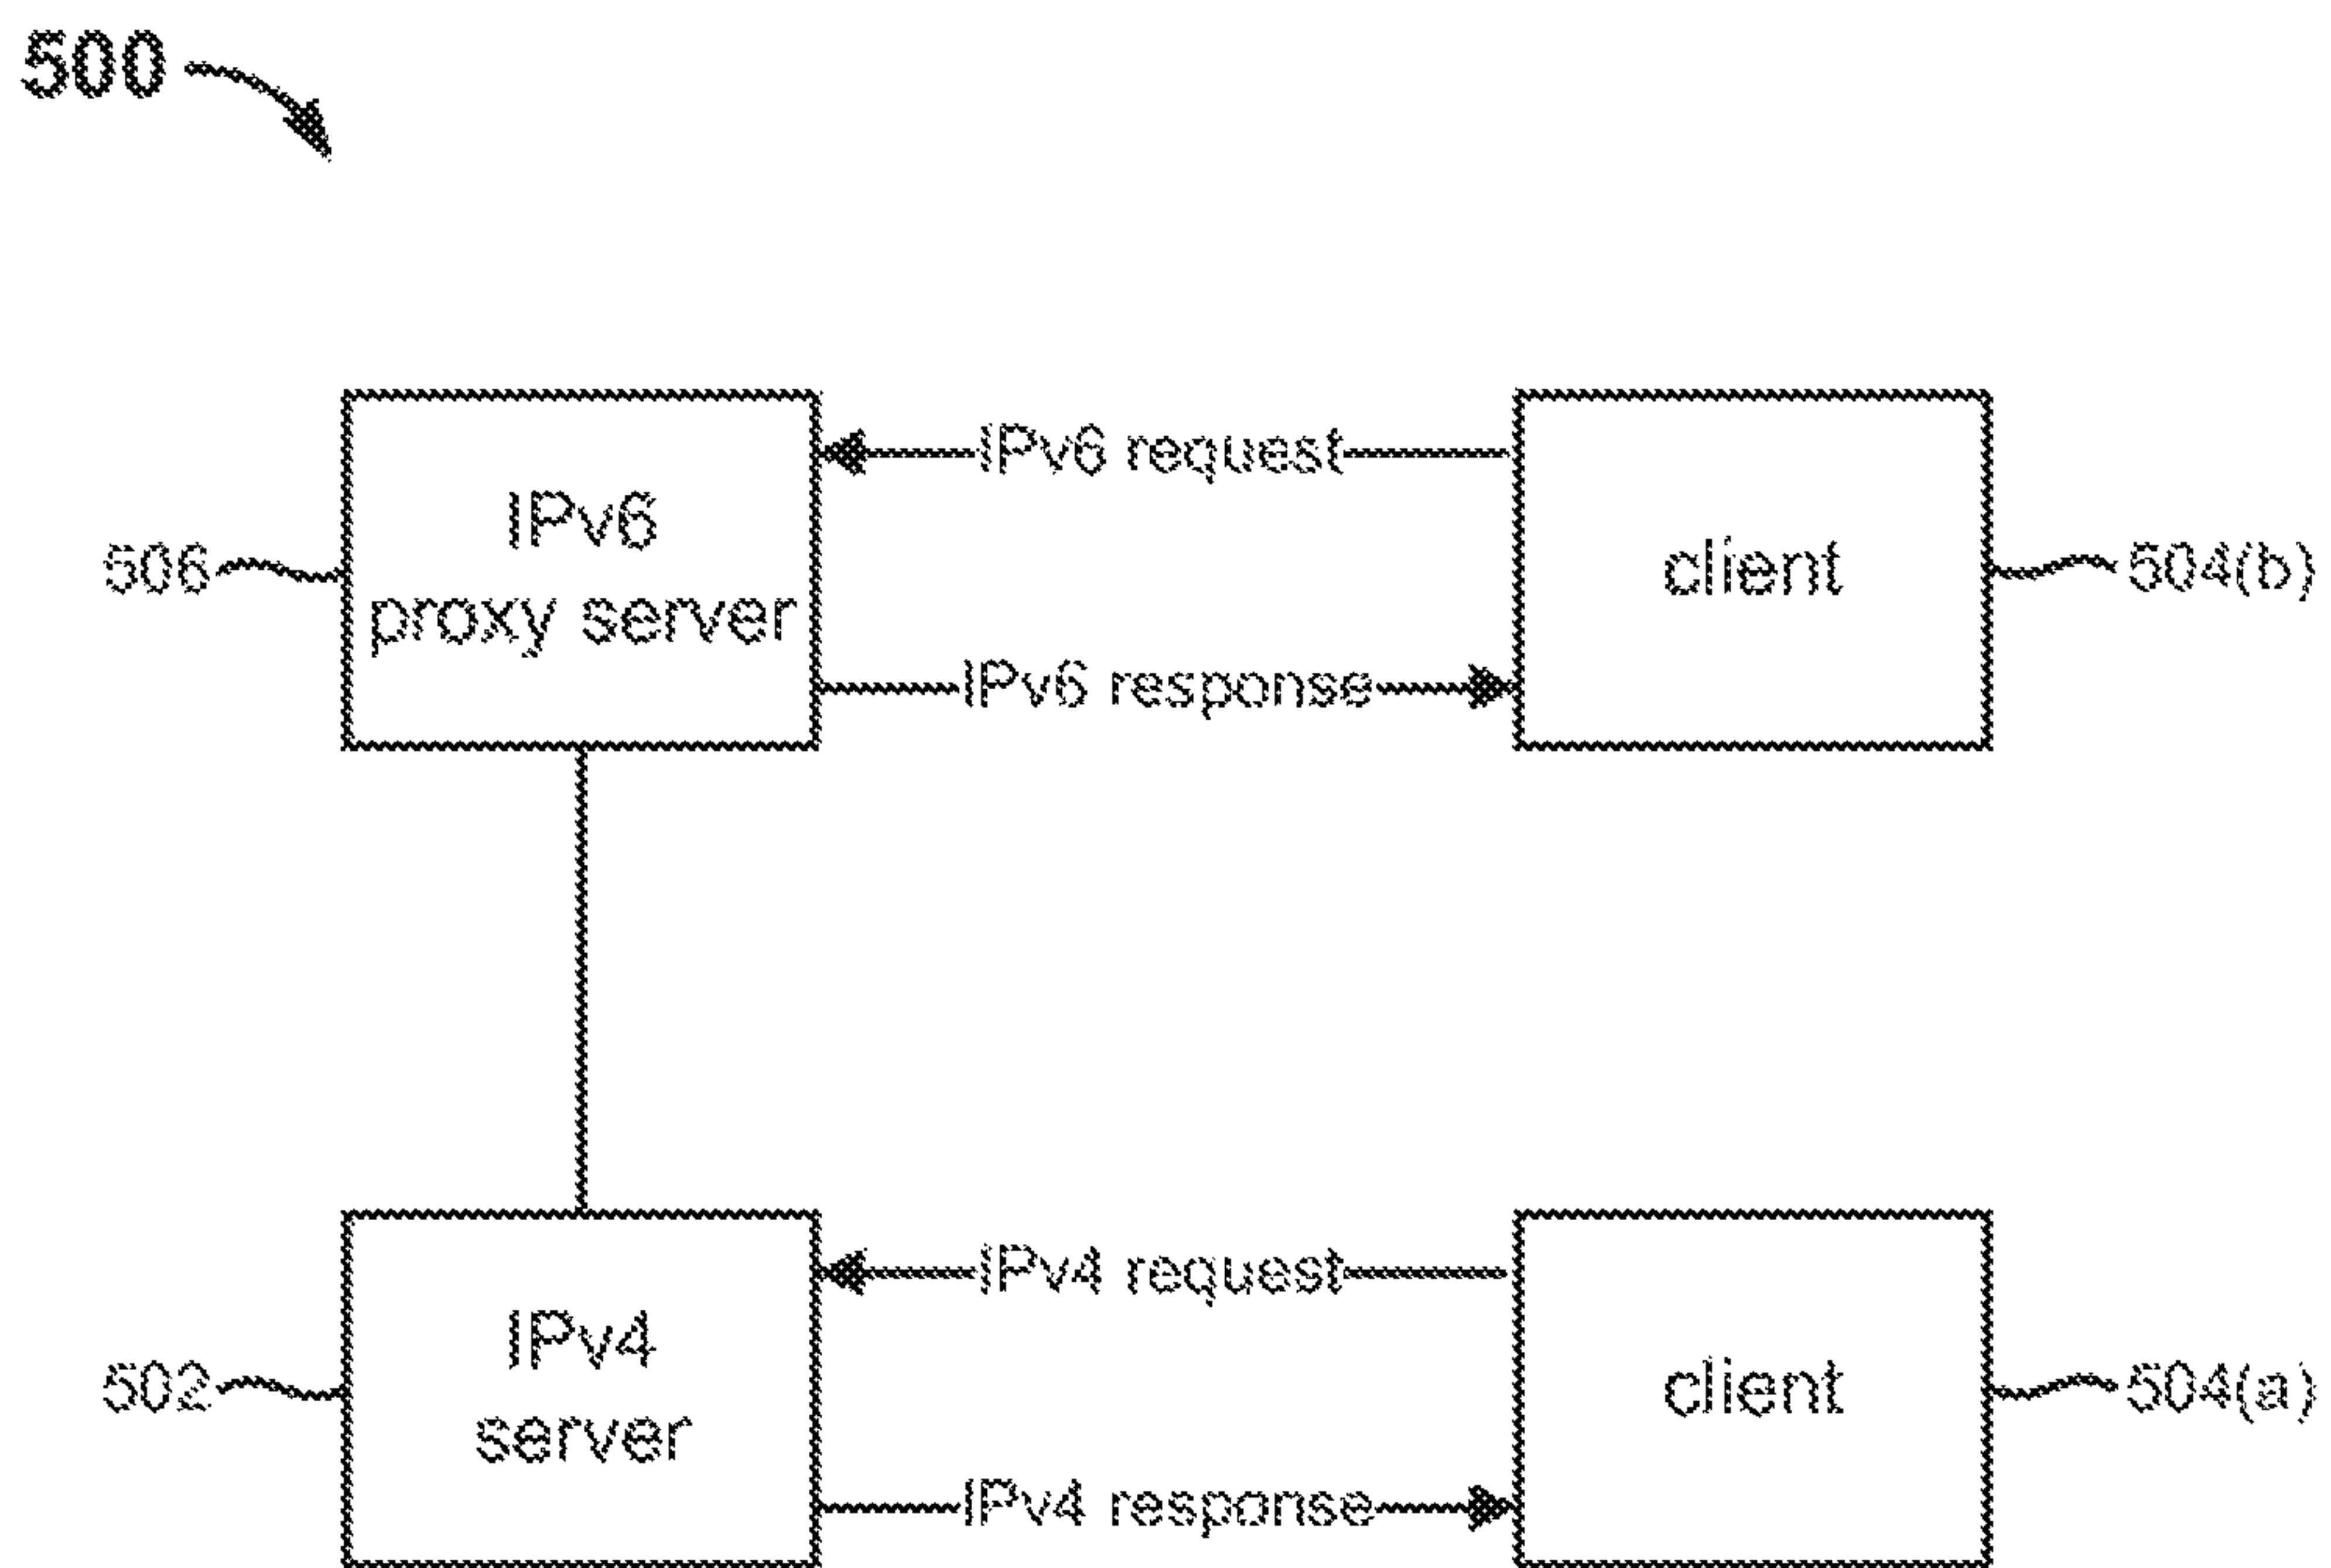 500
IPv6 request
IPv6
proxy server
506
client
504(b)
IPv6 response
IPv4 request
IPv4
server
502
client
504(a)
IPv4 response